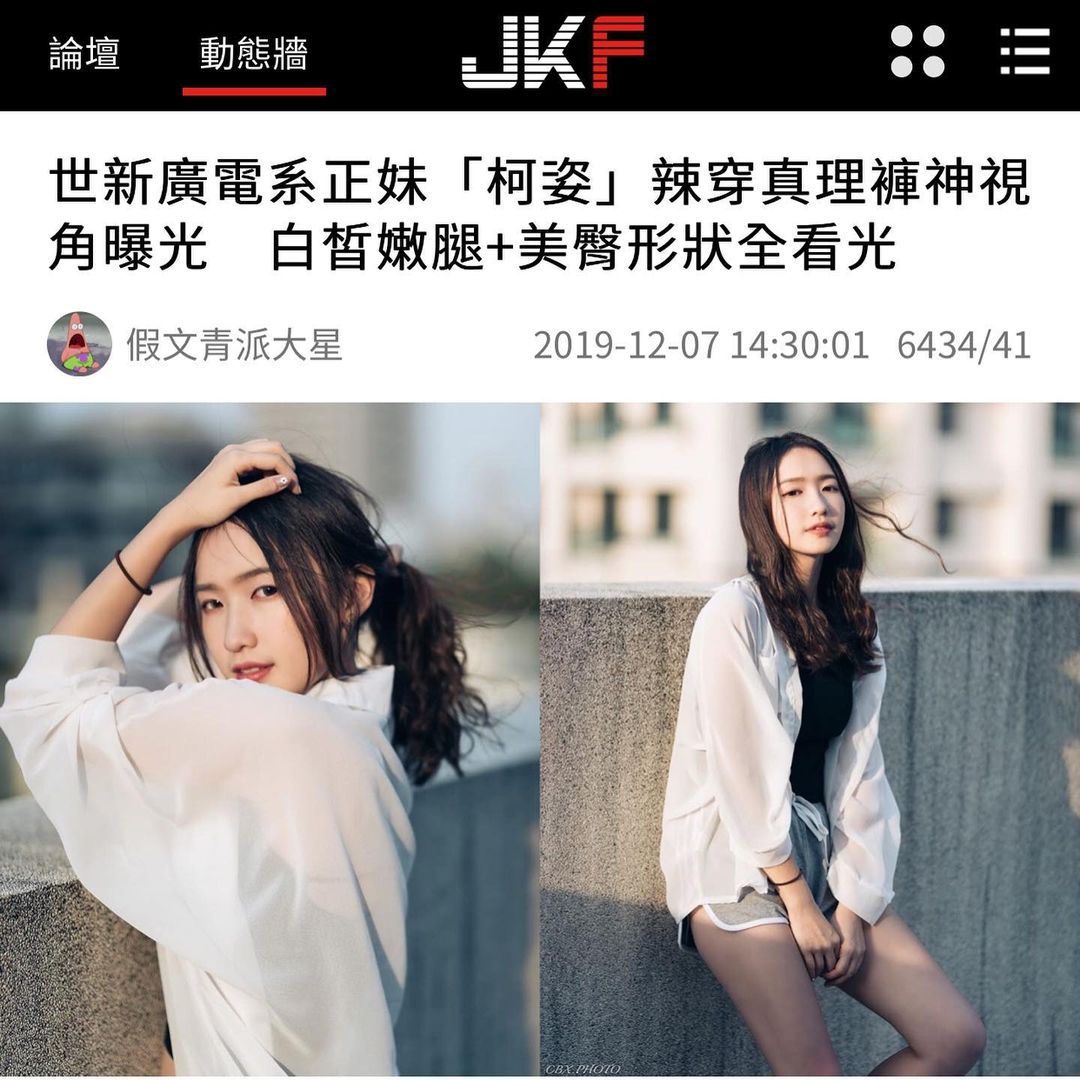 論壇
動態牆
JKF
世新廣電系正妹「柯姿」辣穿真理褲神視
角曝光 白皙嫩腿+美臀形狀全看光
假文青派大星
2019-12-07 14:30:01 6434/41
CBX.PHOTO